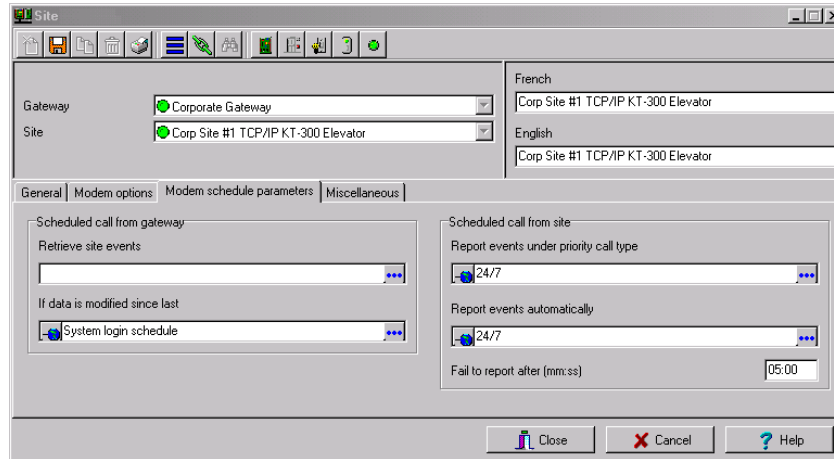 Site
French
Gateway
Corporate Gateway
Corp Site #1 TCP/IP KT-300 Elevator
Site
Corp Site #1 TCP/IP KT-300 Elevator
English
Corp Site #1 TCP/IP KT-300 Elevator
General
Modem options
Modem schedule parameters
Miscellaneous
Scheduled call from gateway
Retrieve site events
If data is modified since last
System login schedule
Scheduled call from site
Report events under priority call type
24/7
Report events automatically
24/7
Fail to report after (mm:ss)
05:00
Close
Cancel
Help